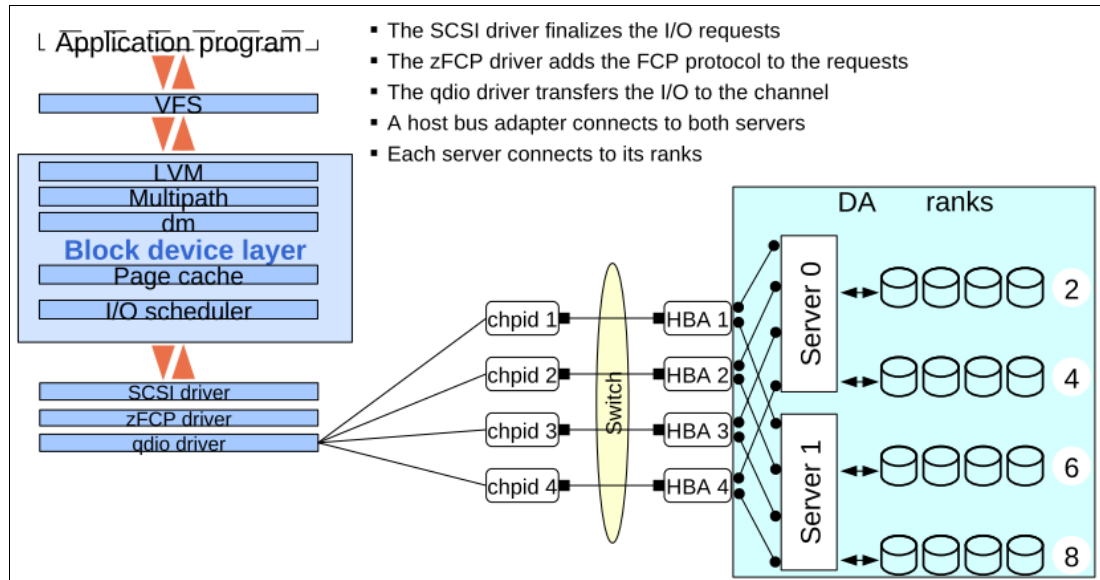 Application program
VFS
LVM
Multipath
dm
Block device layer
Page cache
I/O scheduler
SCSI driver
zFCP driver
qdio driver
▪ The SCSI driver finalizes the I/O requests
▪ The zFCP driver adds the FCP protocol to the requests
▪ The qdio driver transfers the I/O to the channel
▪ A host bus adapter connects to both servers
▪ Each server connects to its ranks
chpid 1
chpid 2
chpid 3
chpid 4
Switch
HBA 1
HBA 2
HBA 3
HBA 4
DA ranks
Server 0
Server 1
2
4
6
8